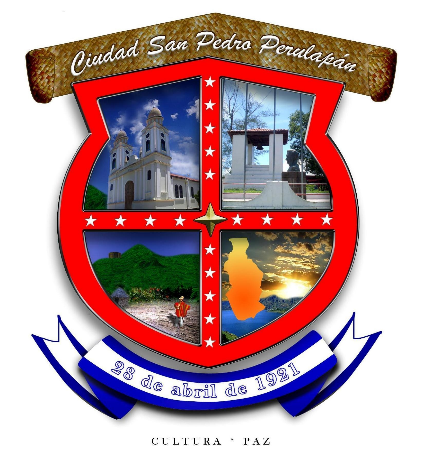 Ciudad San Pedro Perulapán
28 de abril de 1921
CULTURA * PAZ